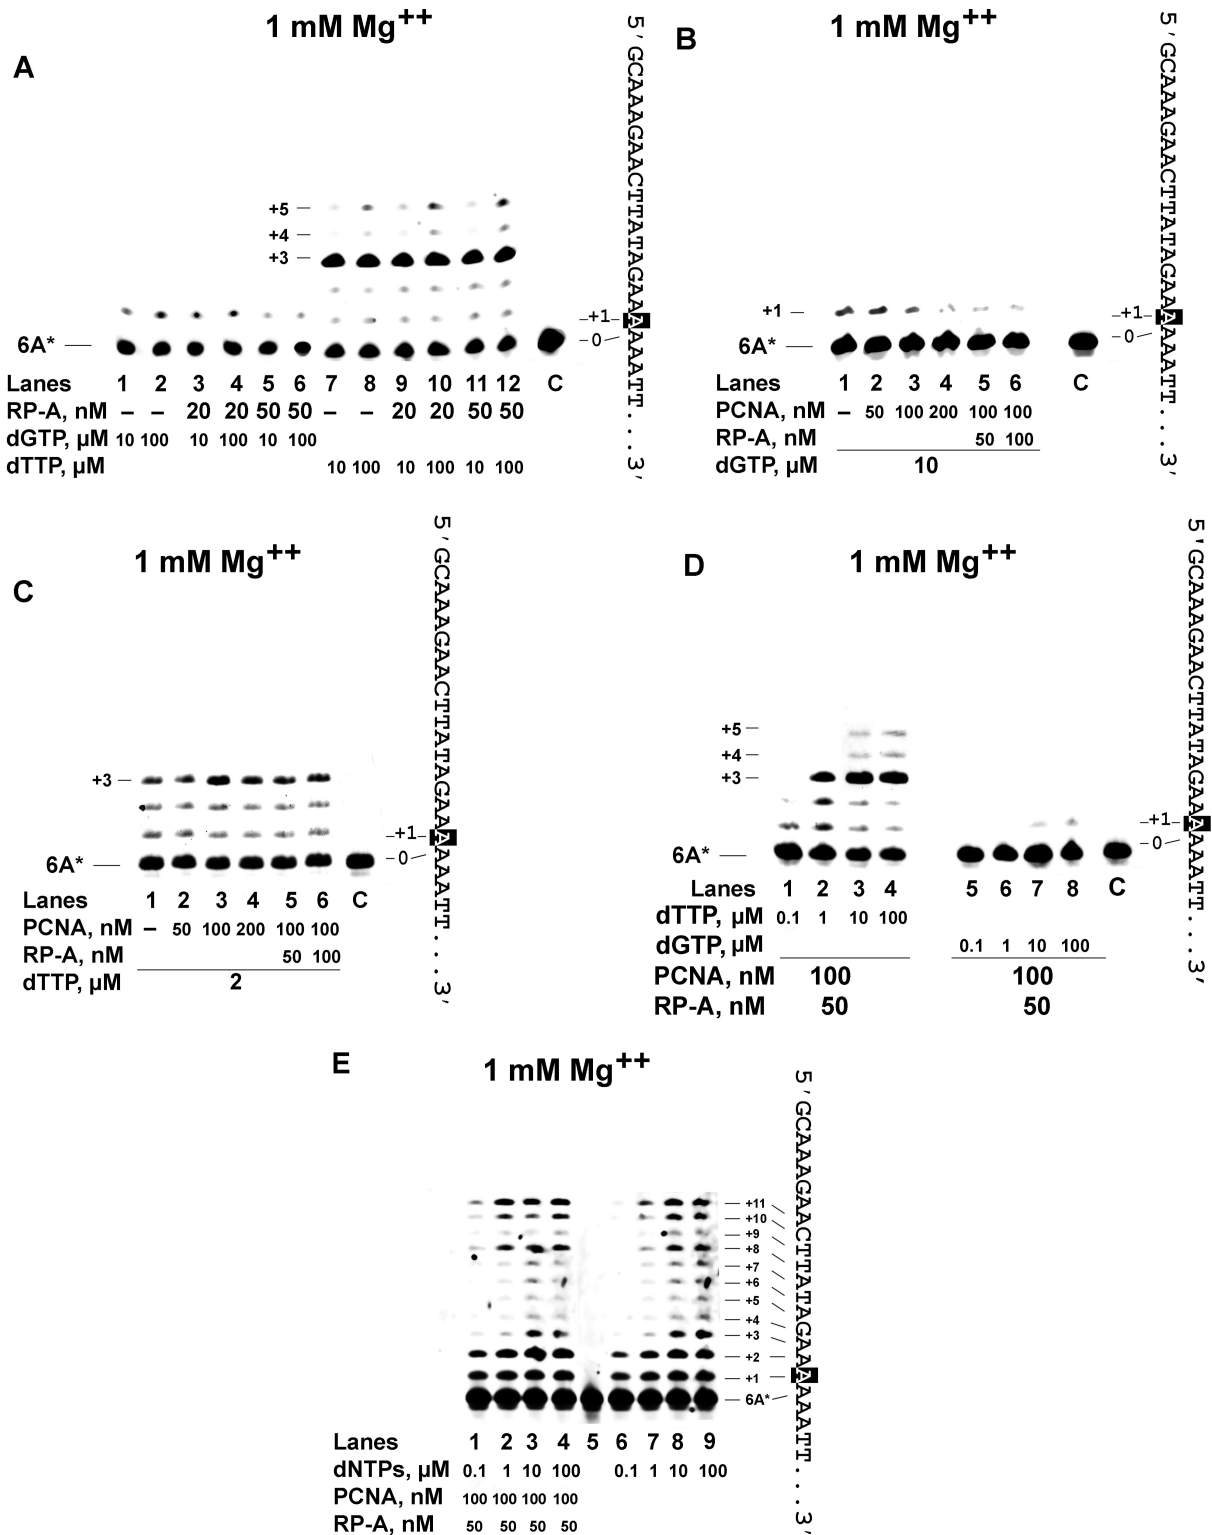 1 mM Mg++
A
+5
+4
+3
6A*
+1
0
Lanes 1 2 3 4 5 6 7 8 9 10 11 12 C
RP-A, nM – – 20 20 50 50 – – 20 20 50 50
dGTP, µM 10 100 10 100 10 100
dTTP, µM 10 100 10 100 10 100
5'GCAAAGAACTTATAGAAAAAATT...3'
B
1 mM Mg++
+1
6A*
+1
0
Lanes 1 2 3 4 5 6 C
PCNA, nM – 50 100 200 100 100
RP-A, nM 50 100
dGTP, µM 10
5'GCAAAGAACTTATAGAAAAAATT...3'
C
1 mM Mg++
+3
6A*
+1
0
Lanes 1 2 3 4 5 6 C
PCNA, nM – 50 100 200 100 100
RP-A, nM 50 100
dTTP, µM 2
5'GCAAAGAACTTATAGAAAAAATT...3'
D
1 mM Mg++
+5
+4
+3
6A*
+1
0
Lanes 1 2 3 4 5 6 7 8 C
dTTP, µM 0.1 1 10 100
dGTP, µM 0.1 1 10 100
PCNA, nM 100 100
RP-A, nM 50 50
5'GCAAAGAACTTATAGAAAAAATT...3'
E
1 mM Mg++
+11
+10
+9
+8
+7
+6
+5
+4
+3
+2
+1
6A*
Lanes 1 2 3 4 5 6 7 8 9
dNTPs, µM 0.1 1 10 100 0.1 1 10 100
PCNA, nM 100 100 100 100
RP-A, nM 50 50 50 50
5'GCAAAGAACTTATAGAAAAAATT...3'